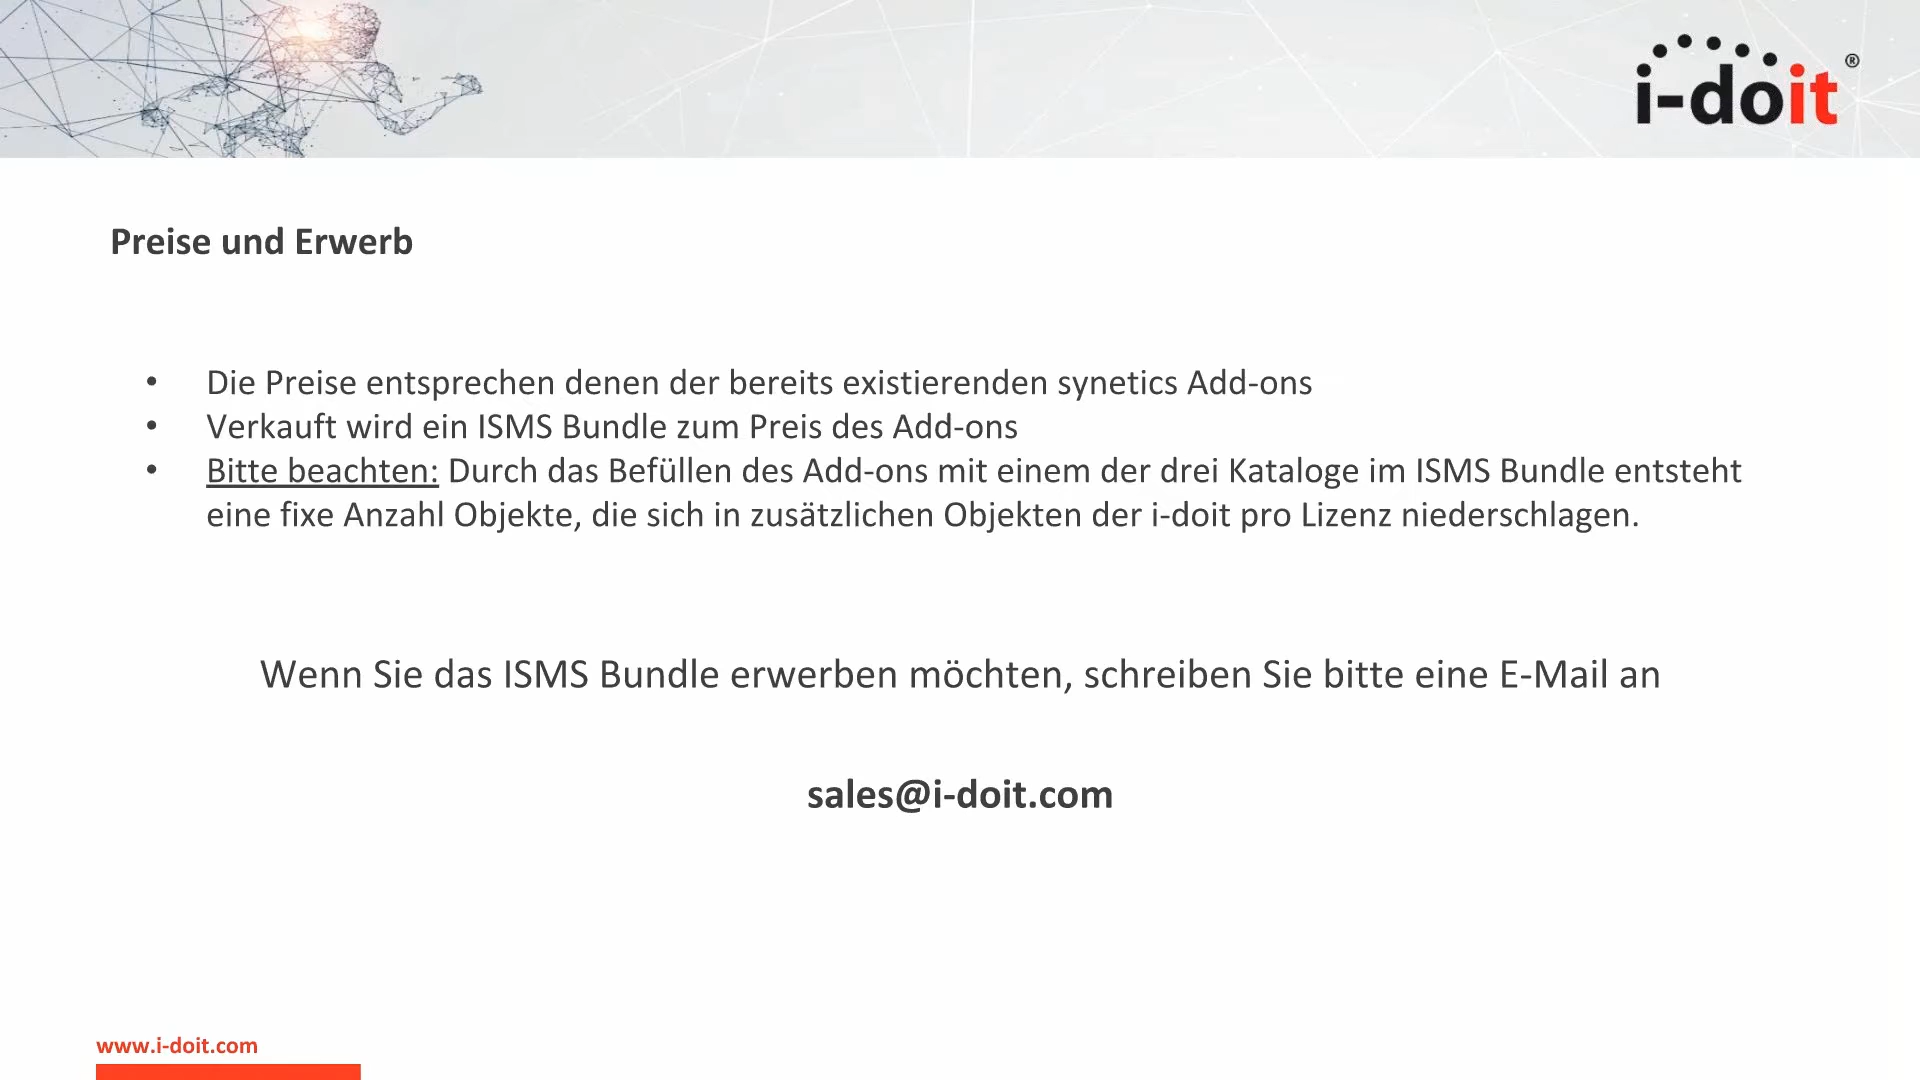 i-doit®
Preise und Erwerb
• Die Preise entsprechen denen der bereits existierenden synetics Add-ons
• Verkauft wird ein ISMS Bundle zum Preis des Add-ons
• Bitte beachten: Durch das Befüllen des Add-ons mit einem der drei Kataloge im ISMS Bundle entsteht
eine fixe Anzahl Objekte, die sich in zusätzlichen Objekten der i-doit pro Lizenz niederschlagen.
Wenn Sie das ISMS Bundle erwerben möchten, schreiben Sie bitte eine E-Mail an
sales@i-doit.com
www.i-doit.com